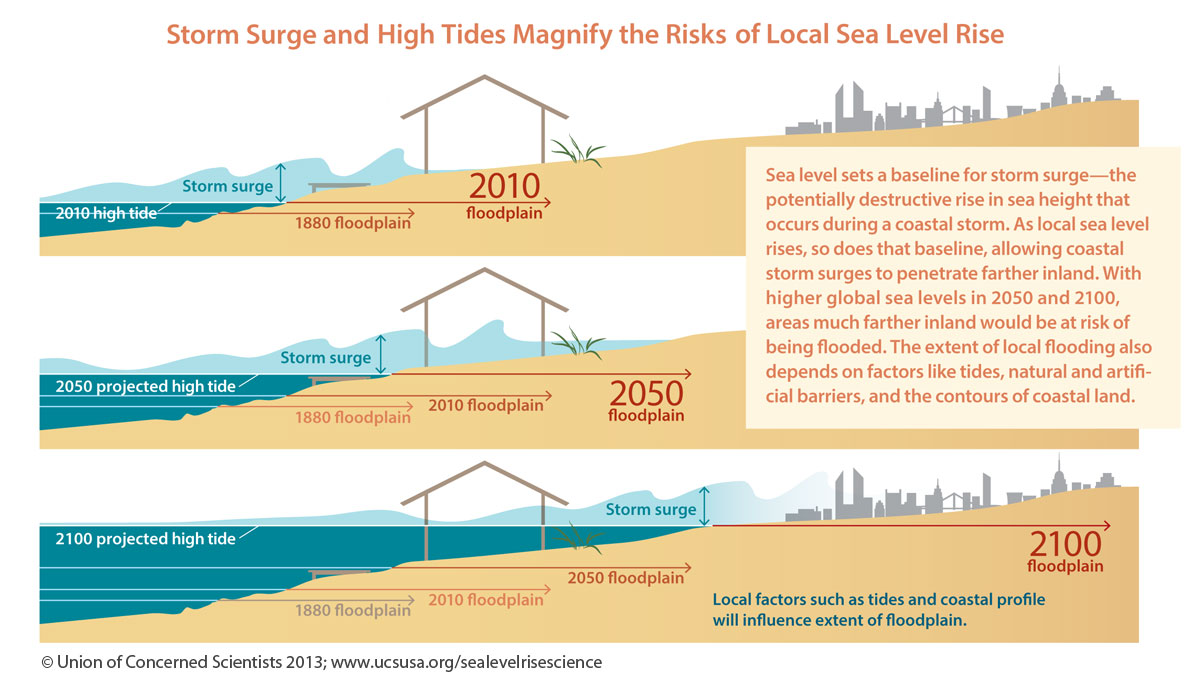 Storm Surge and High Tides Magnify the Risks of Local Sea Level Rise
Storm surge
2010 high tide
2010
floodplain
1880 floodplain
Sea level sets a baseline for storm surge—the
potentially destructive rise in sea height that
occurs during a coastal storm. As local sea level
rises, so does that baseline, allowing coastal
storm surges to penetrate farther inland. With
higher global sea levels in 2050 and 2100,
areas much farther inland would be at risk of
being flooded. The extent of local flooding also
depends on factors like tides, natural and artifi-
cial barriers, and the contours of coastal land.
Storm surge
2050 projected high tide
2050
floodplain
2010 floodplain
1880 floodplain
Storm surge
2100 projected high tide
2100
floodplain
2050 floodplain
2010 floodplain
1880 floodplain
Local factors such as tides and coastal profile
will influence extent of floodplain.
© Union of Concerned Scientists 2013; www.ucsusa.org/sealevelrisescience